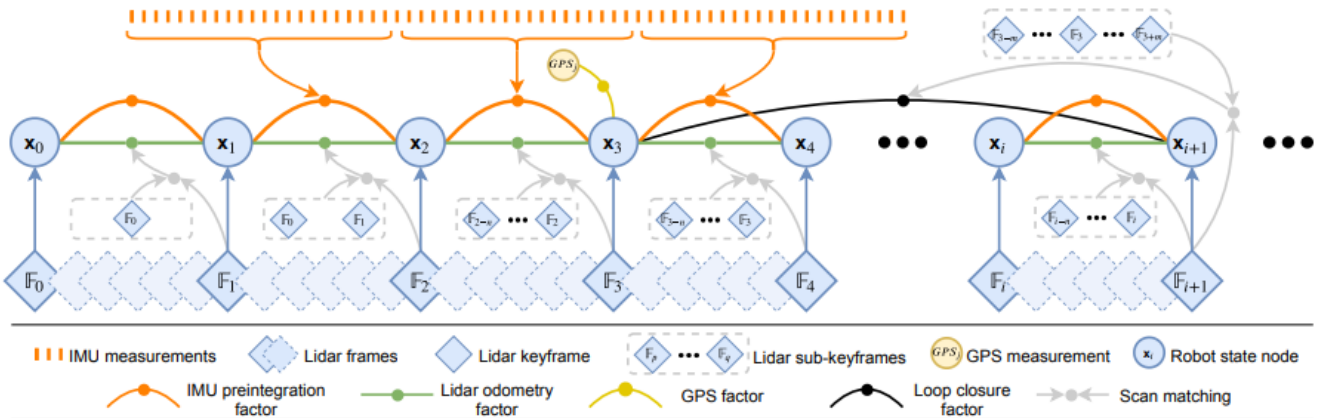 𝔽₃₋ₘ ••• 𝔽₃ ••• 𝔽₃₊ₘ
GPSⱼ
x₀ x₁ x₂ x₃ x₄ ••• xᵢ xᵢ₊₁ •••
𝔽₀ 𝔽₀ 𝔽₁ 𝔽₂₋ₙ ••• 𝔽₂ 𝔽₃₋ₙ ••• 𝔽₃ 𝔽ᵢ₋ₙ ••• 𝔽ᵢ
𝔽₀ 𝔽₁ 𝔽₂ 𝔽₃ 𝔽₄ 𝔽ᵢ 𝔽ᵢ₊₁
IMU measurements Lidar frames Lidar keyframe 𝔽ₚ ••• 𝔽q Lidar sub-keyframes GPSⱼ GPS measurement xᵢ Robot state node
IMU preintegration factor Lidar odometry factor GPS factor Loop closure factor Scan matching